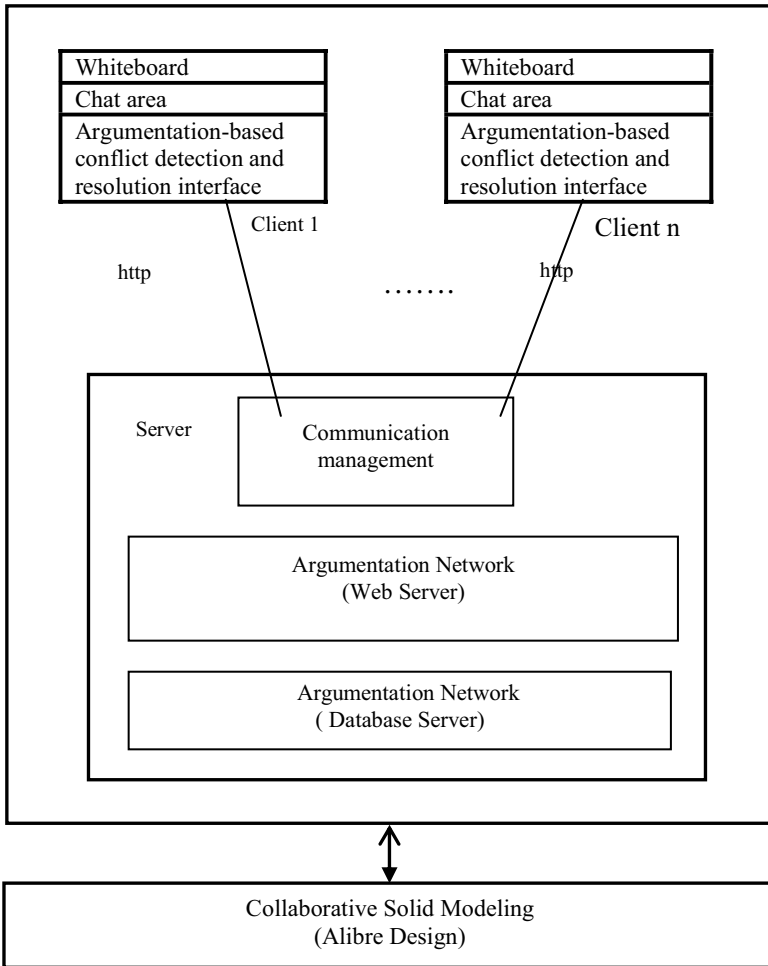 Whiteboard
Chat area
Argumentation-based
conflict detection and
resolution interface
Client 1
http
Whiteboard
Chat area
Argumentation-based
conflict detection and
resolution interface
Client n
http
.......
Server
Communication
management
Argumentation Network
(Web Server)
Argumentation Network
( Database Server)
Collaborative Solid Modeling
(Alibre Design)